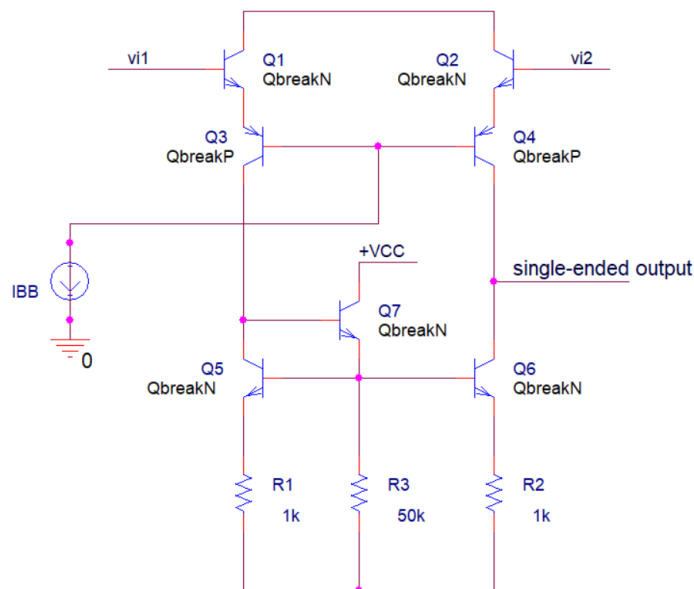 vi1
Q1
QbreakN
Q2
QbreakN
vi2
Q3
QbreakP
Q4
QbreakP
+VCC
single-ended output
IBB
Q7
QbreakN
0
Q5
QbreakN
Q6
QbreakN
R1
1k
R3
50k
R2
1k